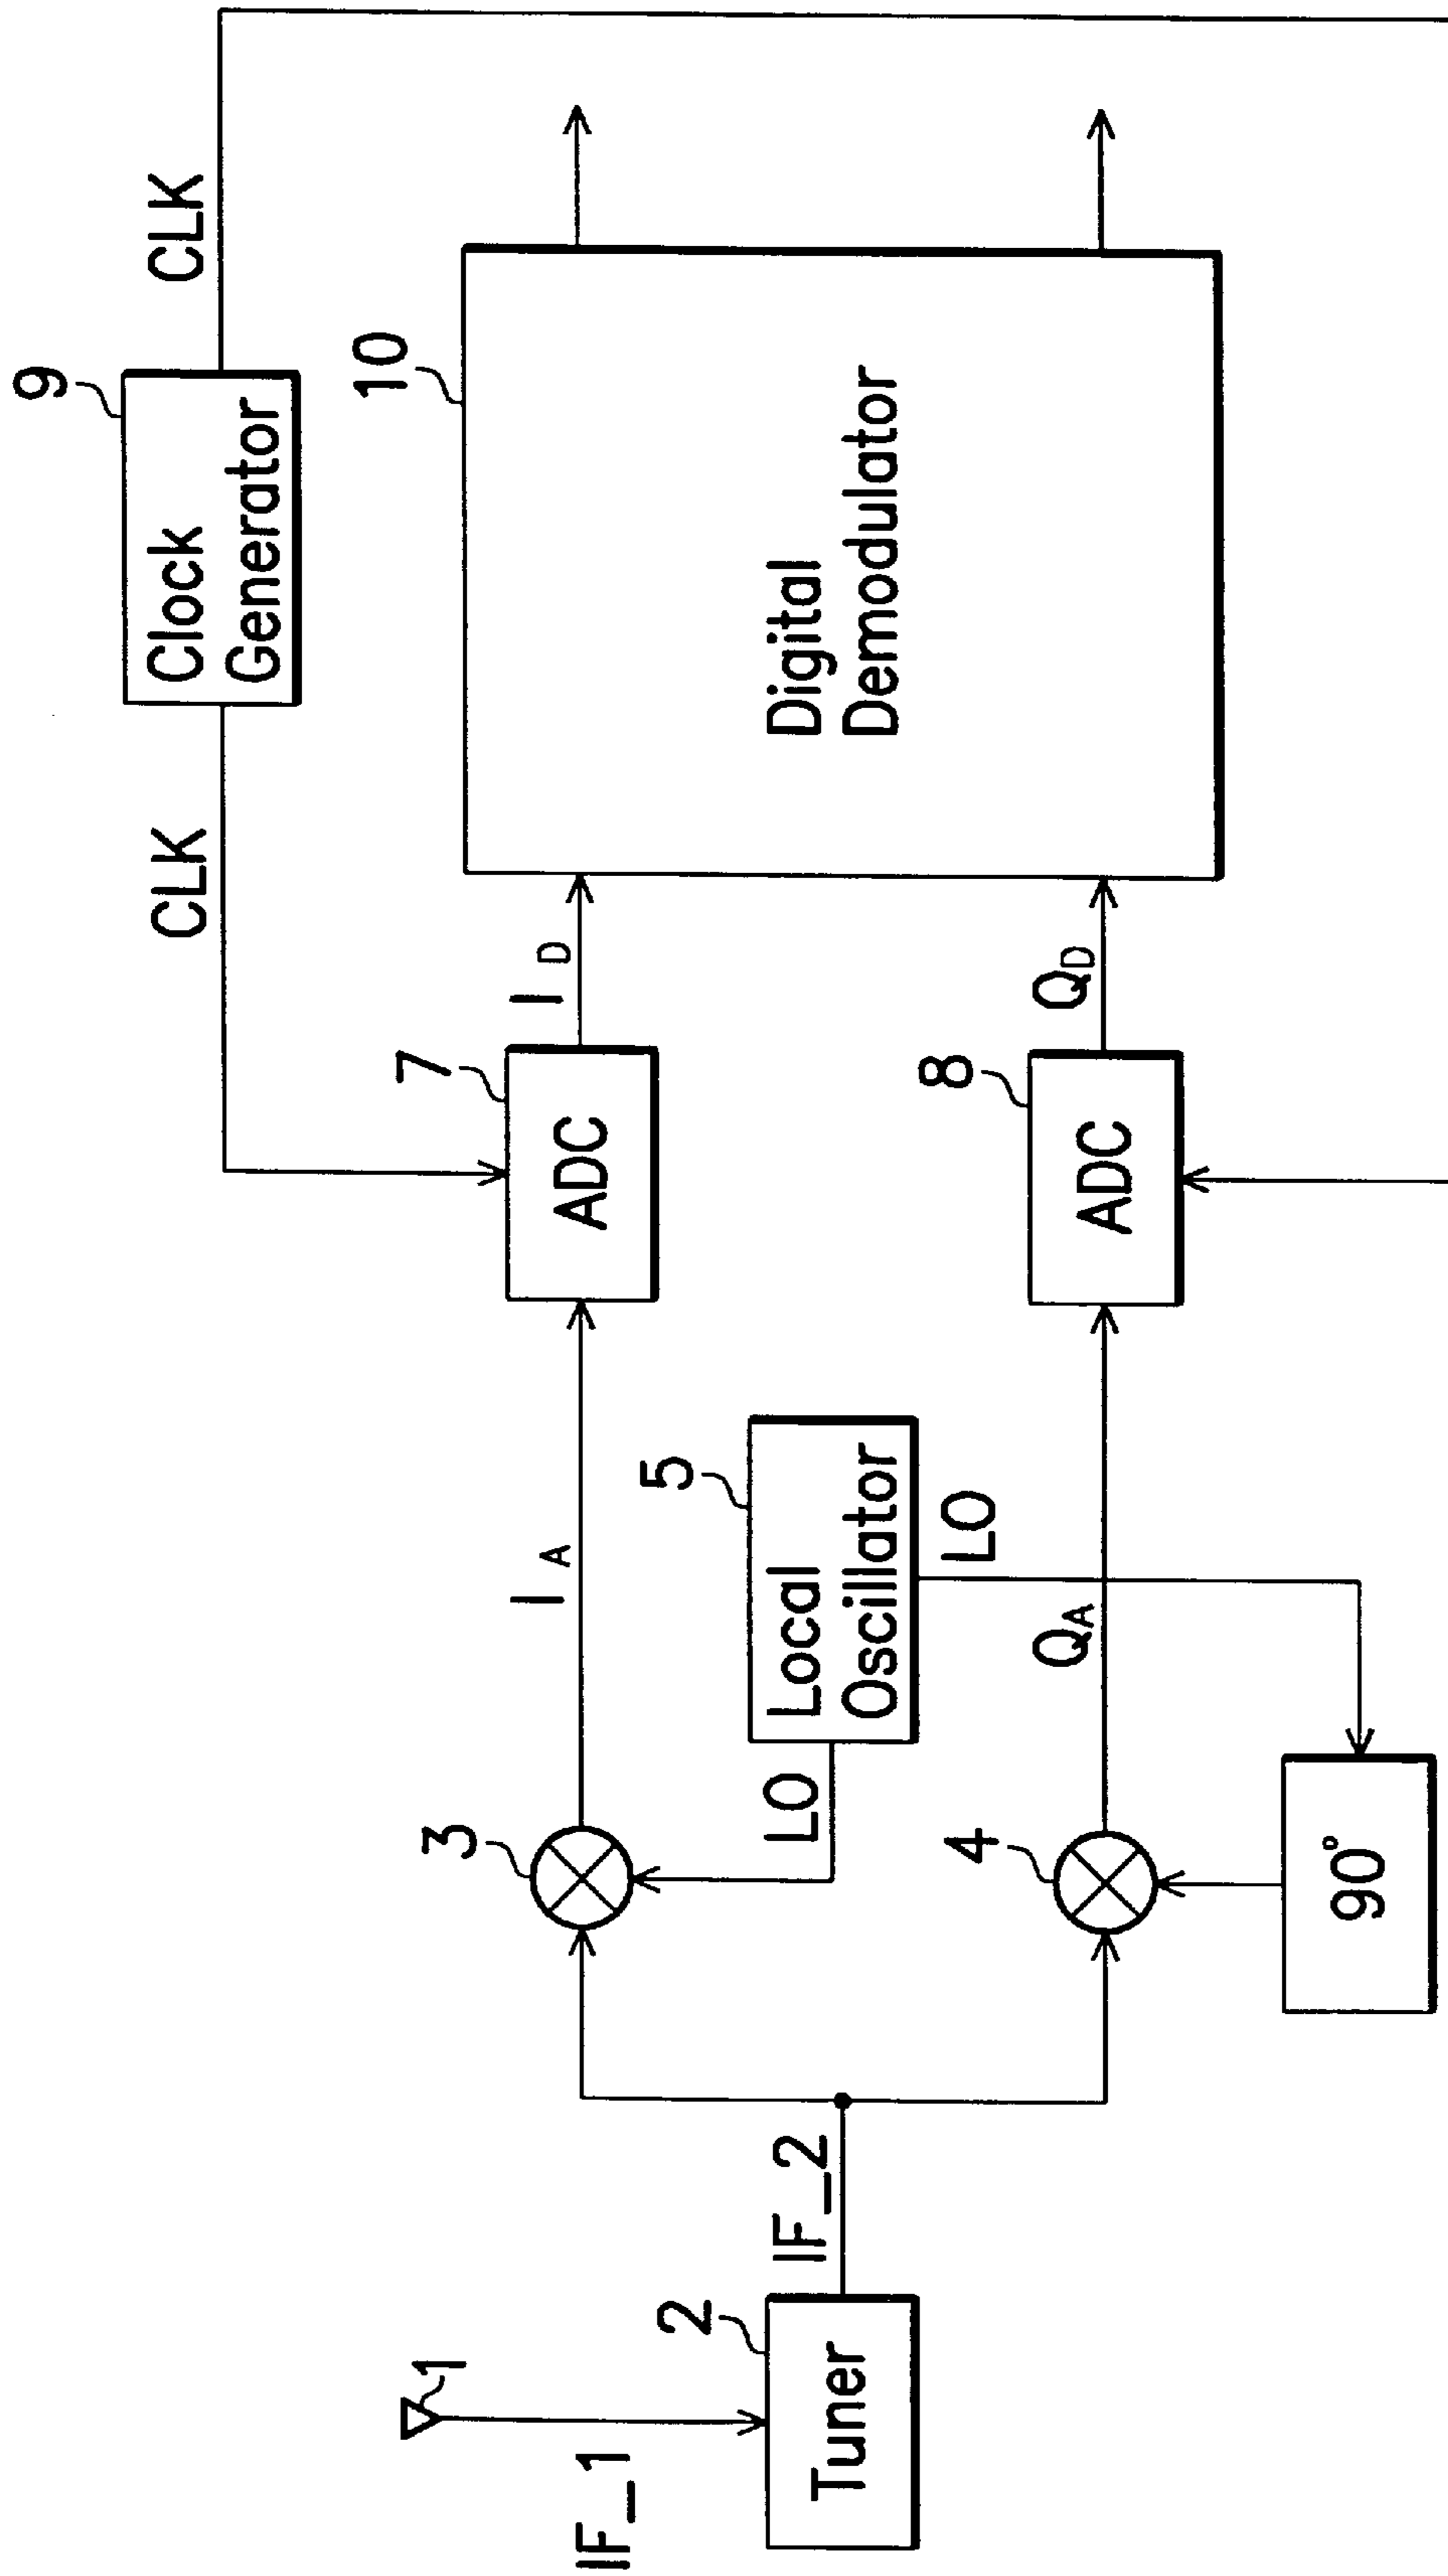 9
Clock
Generator
CLK
CLK
10
Digital
Demodulator
7
ADC
I D
8
ADC
QD
I A
QA
5
Local
Oscillator
LO
LO
3
4
90°
1
IF_1
2
Tuner
IF_2